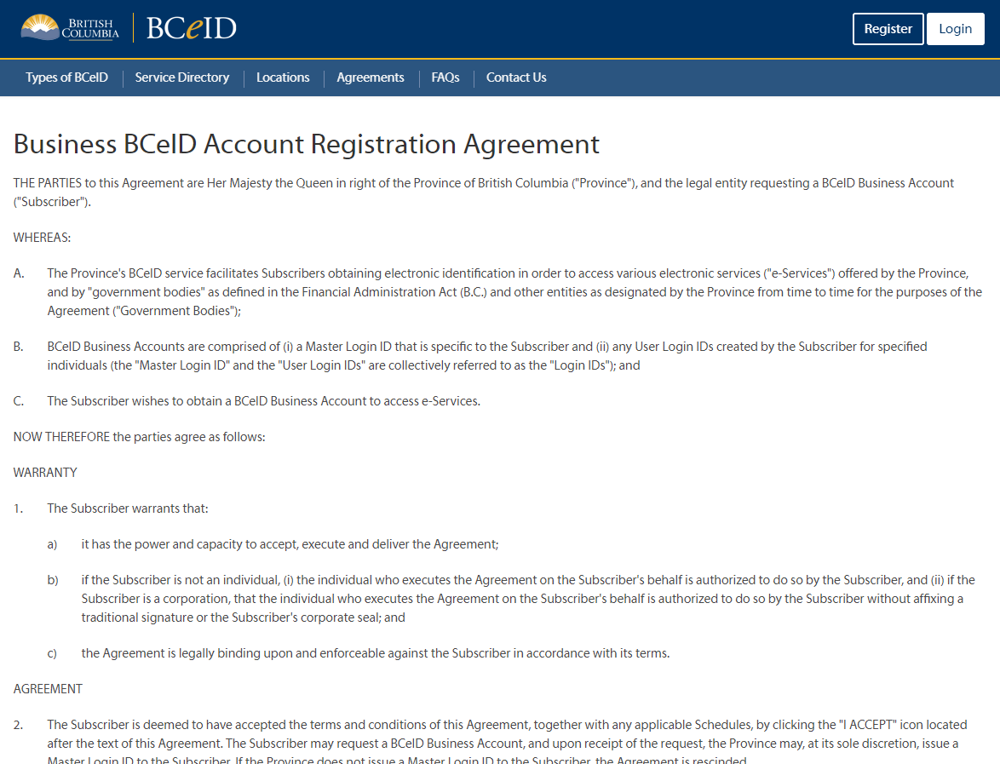 BRITISH
COLUMBIA
BCeID
Register
Login
Types of BCeID
Service Directory
Locations
Agreements
FAQs
Contact Us
Business BCeID Account Registration Agreement
THE PARTIES to this Agreement are Her Majesty the Queen in right of the Province of British Columbia ("Province"), and the legal entity requesting a BCeID Business Account
("Subscriber").
WHEREAS:
A. The Province's BCeID service facilitates Subscribers obtaining electronic identification in order to access various electronic services ("e-Services") offered by the Province,
and by "government bodies" as defined in the Financial Administration Act (B.C.) and other entities as designated by the Province from time to time for the purposes of the
Agreement ("Government Bodies");
B. BCeID Business Accounts are comprised of (i) a Master Login ID that is specific to the Subscriber and (ii) any User Login IDs created by the Subscriber for specified
individuals (the "Master Login ID" and the "User Login IDs" are collectively referred to as the "Login IDs"); and
C. The Subscriber wishes to obtain a BCeID Business Account to access e-Services.
NOW THEREFORE the parties agree as follows:
WARRANTY
1. The Subscriber warrants that:
a) it has the power and capacity to accept, execute and deliver the Agreement;
b) if the Subscriber is not an individual, (i) the individual who executes the Agreement on the Subscriber's behalf is authorized to do so by the Subscriber, and (ii) if the
Subscriber is a corporation, that the individual who executes the Agreement on the Subscriber's behalf is authorized to do so by the Subscriber without affixing a
traditional signature or the Subscriber's corporate seal; and
c) the Agreement is legally binding upon and enforceable against the Subscriber in accordance with its terms.
AGREEMENT
2. The Subscriber is deemed to have accepted the terms and conditions of this Agreement, together with any applicable Schedules, by clicking the "I ACCEPT" icon located
after the text of this Agreement. The Subscriber may request a BCeID Business Account, and upon receipt of the request, the Province may, at its sole discretion, issue a
Master Login ID to the Subscriber. If the Province does not issue a Master Login ID to the Subscriber, the Agreement is rescinded.